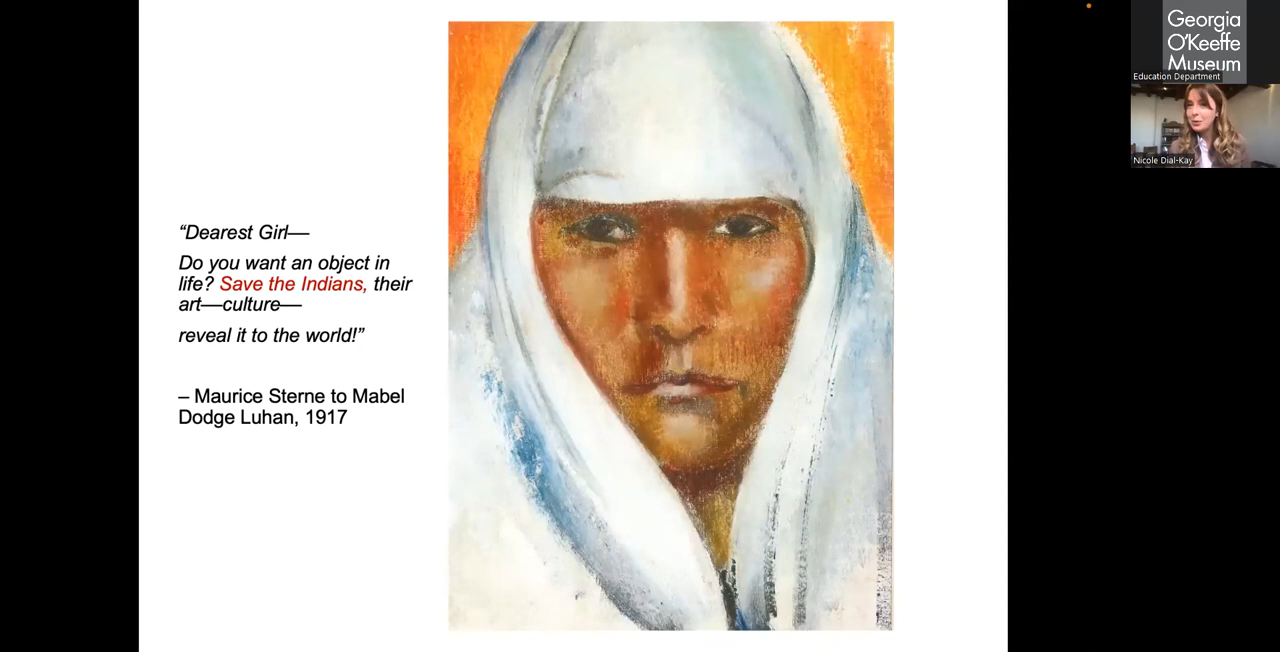 “Dearest Girl—
Do you want an object in
life? Save the Indians, their
art—culture—
reveal it to the world!”
– Maurice Sterne to Mabel
Dodge Luhan, 1917
Georgia
O’Keeffe
Museum
Education Department
Nicole Dial-Kay